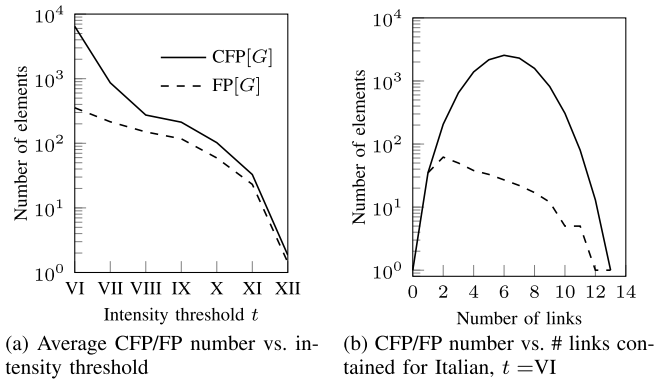 10^4
10^3
10^2
10^1
10^0
Number of elements
CFP[G]
FP[G]
VI VII VIII IX X XI XII
Intensity threshold t
(a) Average CFP/FP number vs. in-
tensity threshold
10^4
10^3
10^2
10^1
10^0
Number of elements
0 2 4 6 8 10 12 14
Number of links
(b) CFP/FP number vs. # links con-
tained for Italian, t =VI